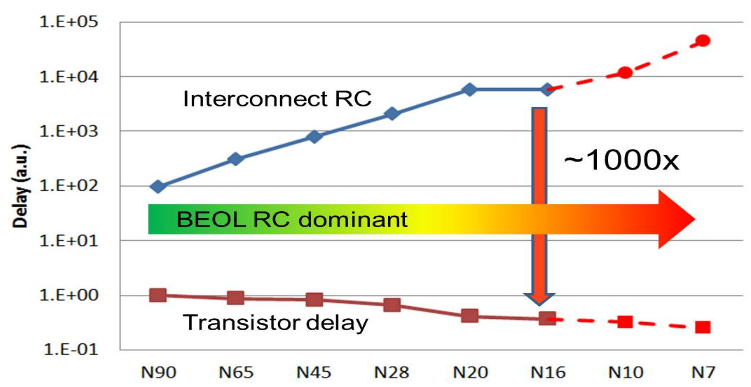 1.E+05
1.E+04
1.E+03
1.E+02
1.E+01
1.E+00
1.E-01
Delay (a.u.)
Interconnect RC
~1000x
BEOL RC dominant
Transistor delay
N90 N65 N45 N28 N20 N16 N10 N7